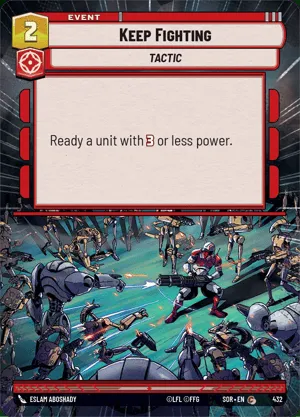 EVENT
2
KEEP FIGHTING
TACTIC
Ready a unit with 3 or less power.
ESLAM ABOSHADY
©LFL ©FFG
SOR • EN C 432